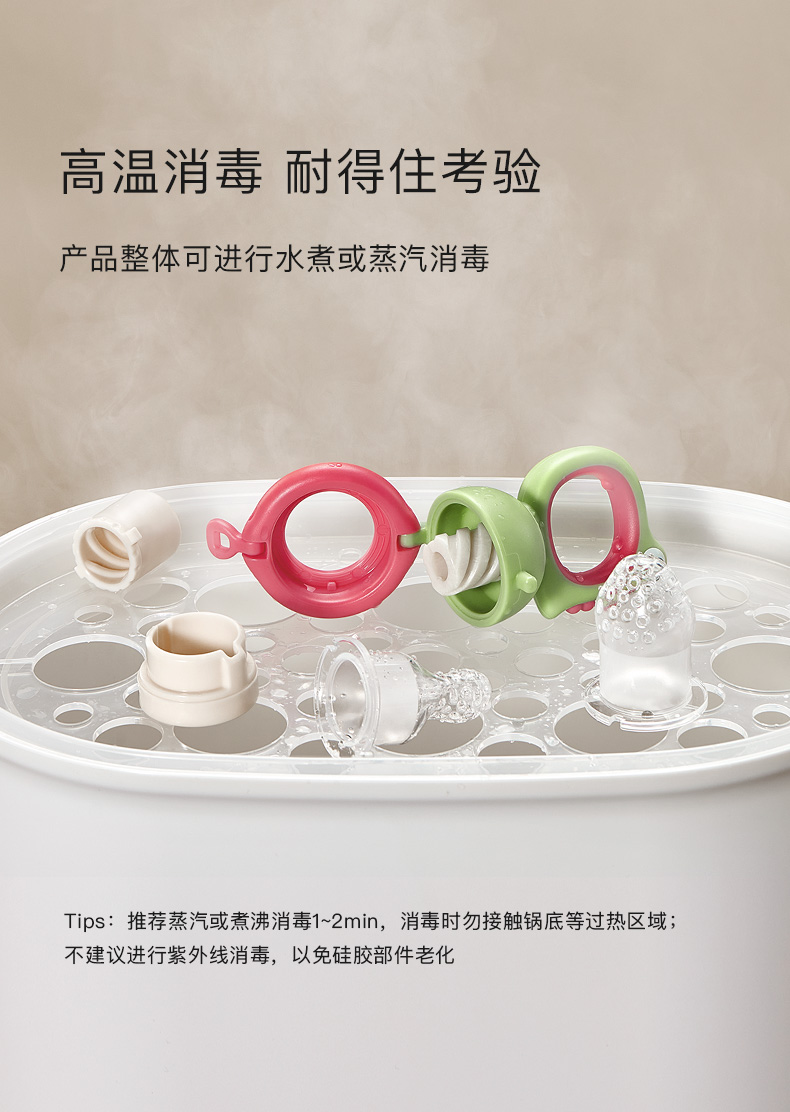 高温消毒 耐得住考验
产品整体可进行水煮或蒸汽消毒
Tips：推荐蒸汽或煮沸消毒1~2min，消毒时勿接触锅底等过热区域；
不建议进行紫外线消毒，以免硅胶部件老化